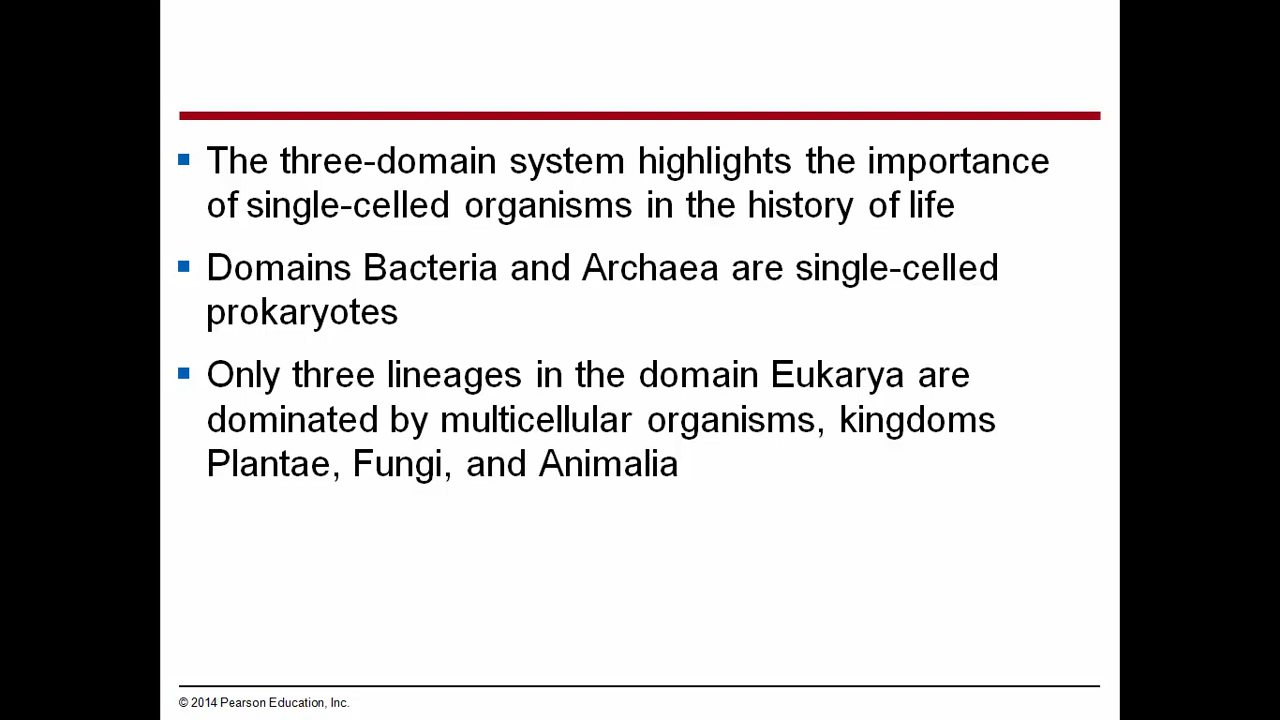 ▪ The three-domain system highlights the importance
of single-celled organisms in the history of life
▪ Domains Bacteria and Archaea are single-celled
prokaryotes
▪ Only three lineages in the domain Eukarya are
dominated by multicellular organisms, kingdoms
Plantae, Fungi, and Animalia
© 2014 Pearson Education, Inc.